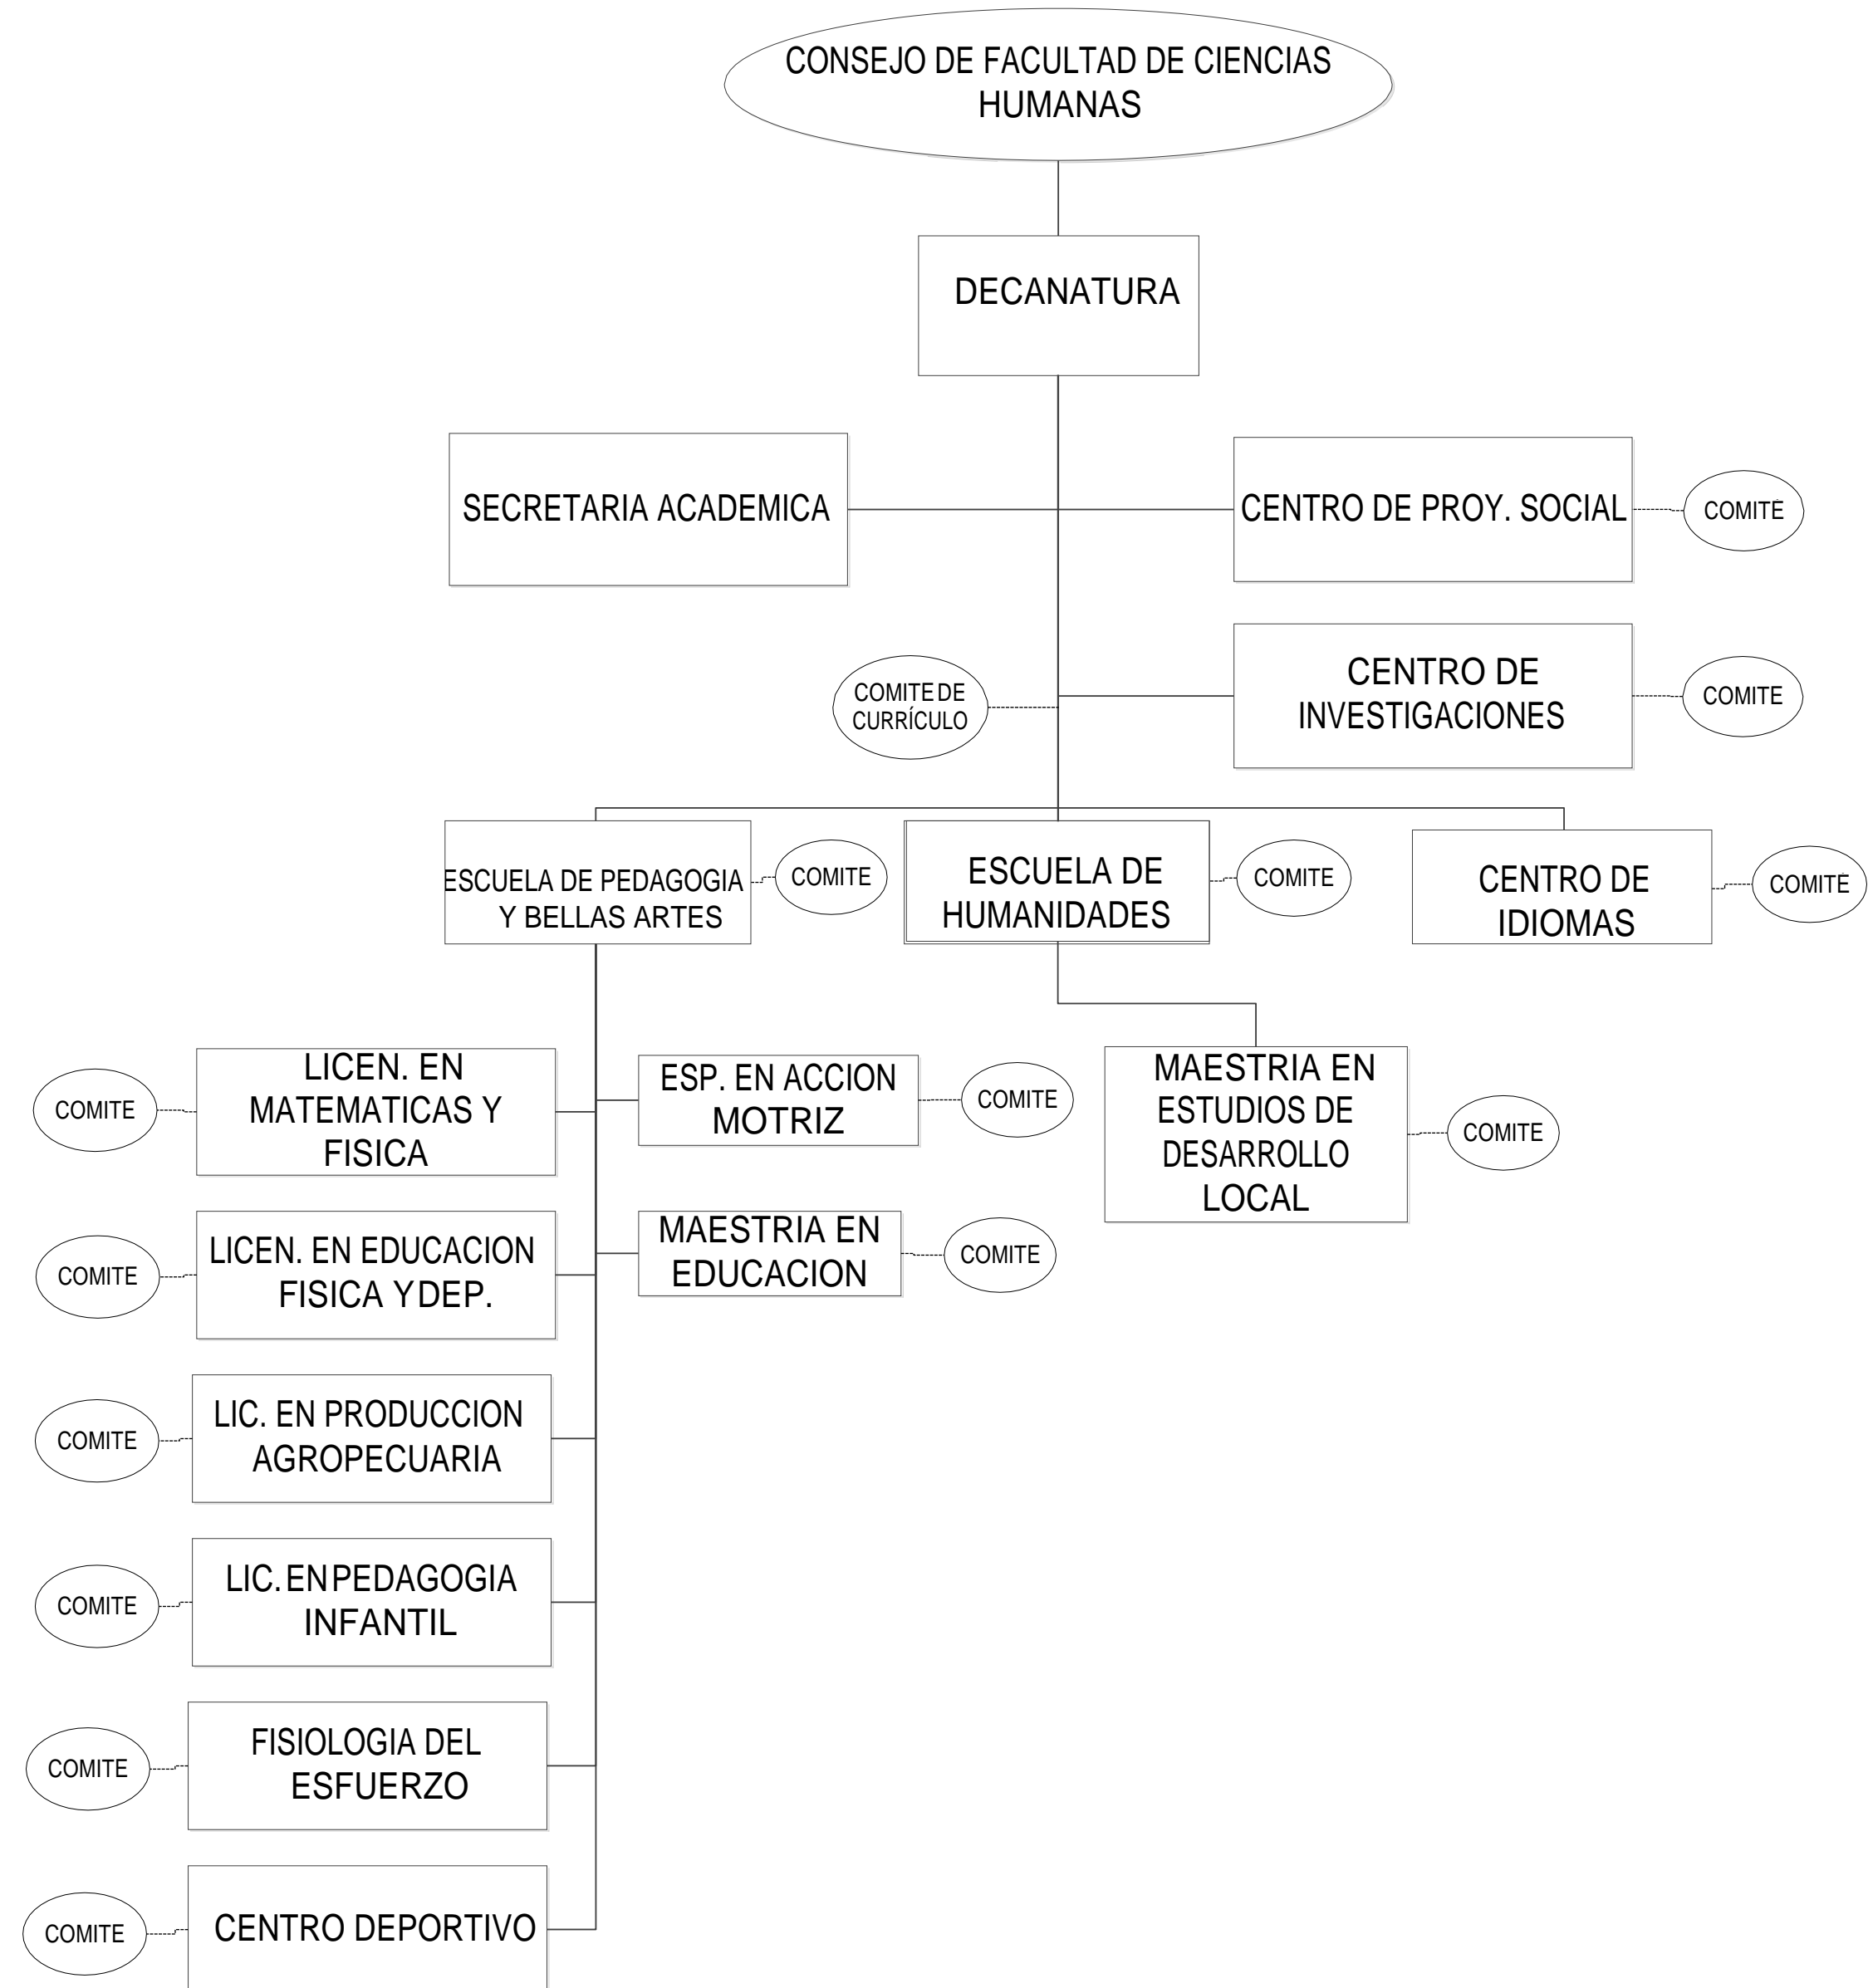 CONSEJO DE FACULTAD DE CIENCIAS
HUMANAS
DECANATURA
SECRETARIA ACADEMICA
CENTRO DE PROY. SOCIAL
COMITE
CENTRO DE
INVESTIGACIONES
COMITE
COMITE DE
CURRÍCULO
ESCUELA DE PEDAGOGIA
Y BELLAS ARTES
COMITE
ESCUELA DE
HUMANIDADES
COMITE
CENTRO DE
IDIOMAS
COMITE
COMITE
LICEN. EN
MATEMATICAS Y
FISICA
ESP. EN ACCION
MOTRIZ
COMITE
MAESTRIA EN
ESTUDIOS DE
DESARROLLO
LOCAL
COMITE
COMITE
LICEN. EN EDUCACION
FISICA Y DEP.
MAESTRIA EN
EDUCACION
COMITE
COMITE
LIC. EN PRODUCCION
AGROPECUARIA
COMITE
LIC. EN PEDAGOGIA
INFANTIL
COMITE
FISIOLOGIA DEL
ESFUERZO
COMITE
CENTRO DEPORTIVO